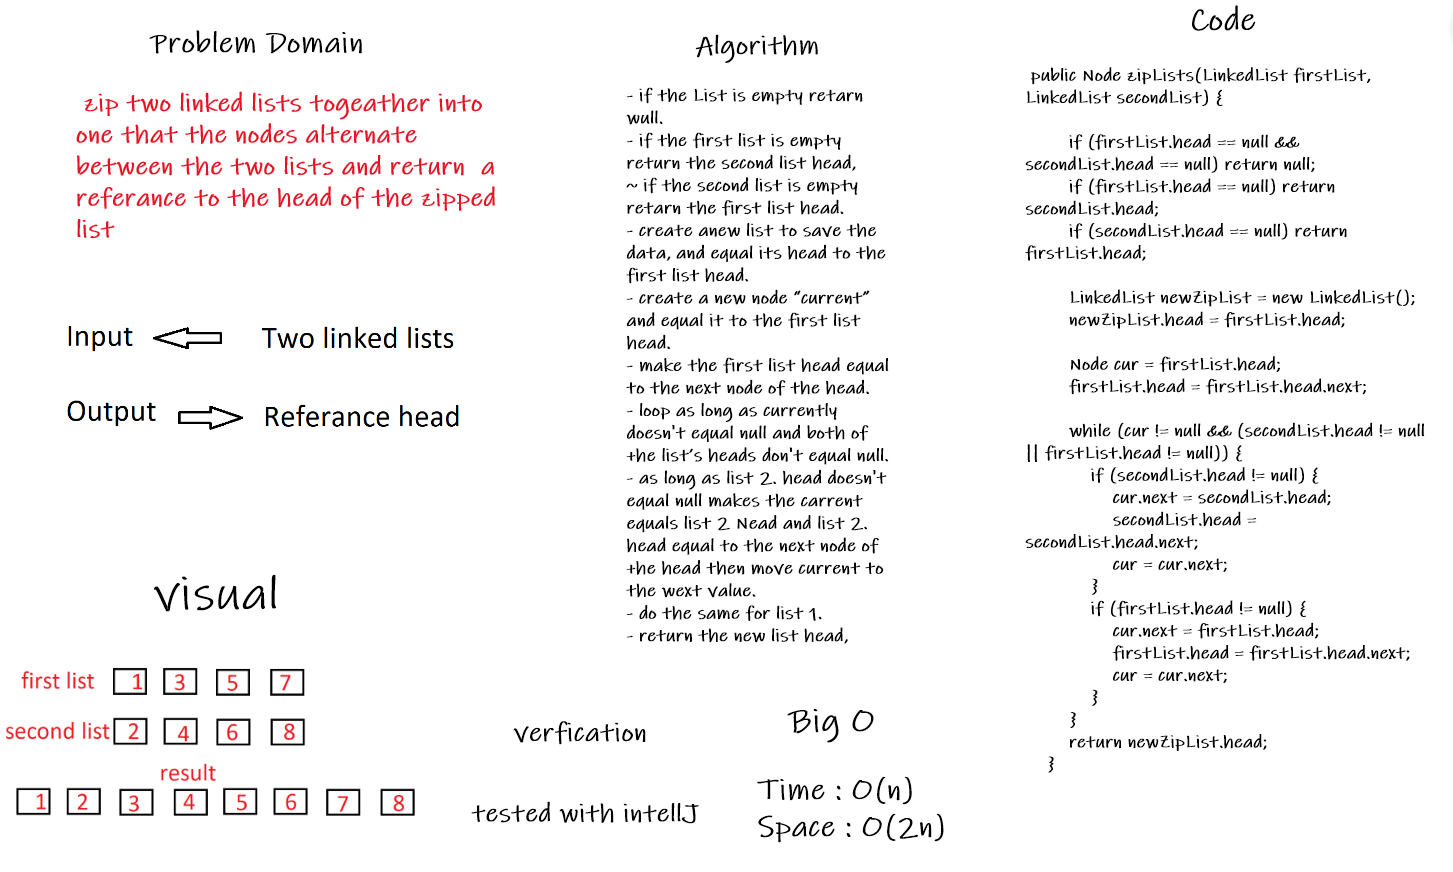 Problem Domain
zip two linked lists togeather into
one that the nodes alternate
between the two lists and return a
referance to the head of the zipped
list
Input
Two linked lists
Output
Referance head
visual
first list 1 3 5 7
second list 2 4 6 8
result
1 2 3 4 5 6 7 8
Algorithm
- if the List is empty retarn
wull.
- if the first list is empty
return the second list head,
~ if the second list is empty
retarn the first list head.
- create anew list to save the
data, and equal its head to the
first list head.
- create a new node "current"
and equal it to the first list
head.
- make the first list head equal
to the next node of the head.
- loop as long as currently
doesn't equal null and both of
the list's heads don't equal null.
- as long as list 2. head doesn't
equal null makes the carrent
equals list 2 Nead and list 2.
head equal to the next node of
the head then move current to
the wext value.
- do the same for list 1.
- return the new list head,
verfication
tested with intellJ
Big O
Time : O(n)
Space : O(2n)
Code
public Node zipLists(LinkedList firstList,
LinkedList secondList) {
if (firstList.head == null &&
secondList.head == null) return null;
if (firstList.head == null) return
secondList.head;
if (secondList.head == null) return
firstList.head;
LinkedList newZipList = new LinkedList();
newZipList.head = firstList.head;
Node cur = firstList.head;
firstList.head = firstList.head.next;
while (cur != null && (secondList.head != null
|| firstList.head != null)) {
if (secondList.head != null) {
cur.next = secondList.head;
secondList.head =
secondList.head.next;
cur = cur.next;
}
if (firstList.head != null) {
cur.next = firstList.head;
firstList.head = firstList.head.next;
cur = cur.next;
}
}
return newZipList.head;
}